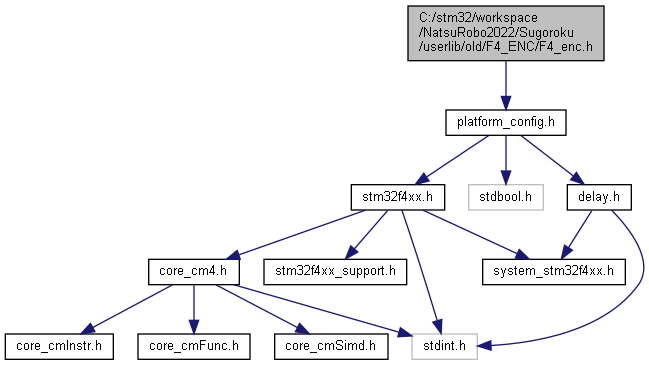 C:/stm32/workspace
/NatsuRobo2022/Sugoroku
/userlib/old/F4_ENC/F4_enc.h
platform_config.h
stm32f4xx.h
stdbool.h
delay.h
core_cm4.h
stm32f4xx_support.h
system_stm32f4xx.h
core_cmInstr.h
core_cmFunc.h
core_cmSimd.h
stdint.h